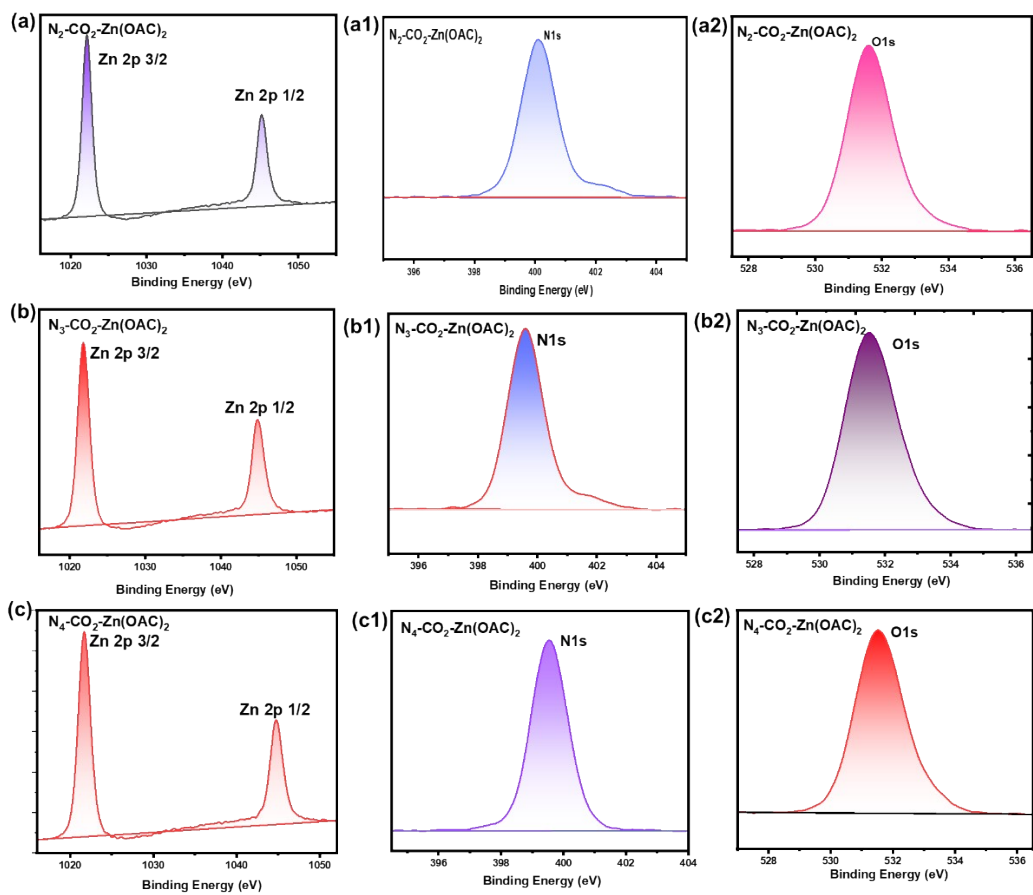 (a)
N₂-CO₂-Zn(OAC)₂
Zn 2p 3/2
Zn 2p 1/2
1020 1030 1040 1050
Binding Energy (eV)
(a1)
N₂-CO₂-Zn(OAC)₂
N1s
396 398 400 402 404
Binding Energy (eV)
(a2)
N₂-CO₂-Zn(OAC)₂
O1s
528 530 532 534 536
Binding Energy (eV)
(b)
N₃-CO₂-Zn(OAC)₂
Zn 2p 3/2
Zn 2p 1/2
1020 1030 1040 1050
Binding Energy (eV)
(b1)
N₃-CO₂-Zn(OAC)₂
N1s
396 398 400 402 404
Binding Energy (eV)
(b2)
N₃-CO₂-Zn(OAC)₂
O1s
530 532 534 536
Binding Energy (eV)
(c)
N₄-CO₂-Zn(OAC)₂
Zn 2p 3/2
Zn 2p 1/2
1020 1030 1040 1050
Binding Energy (eV)
(c1)
N₄-CO₂-Zn(OAC)₂
N1s
396 398 400 402 404
Binding Energy (eV)
(c2)
N₄-CO₂-Zn(OAC)₂
O1s
528 530 532 534 536
Binding Energy (eV)